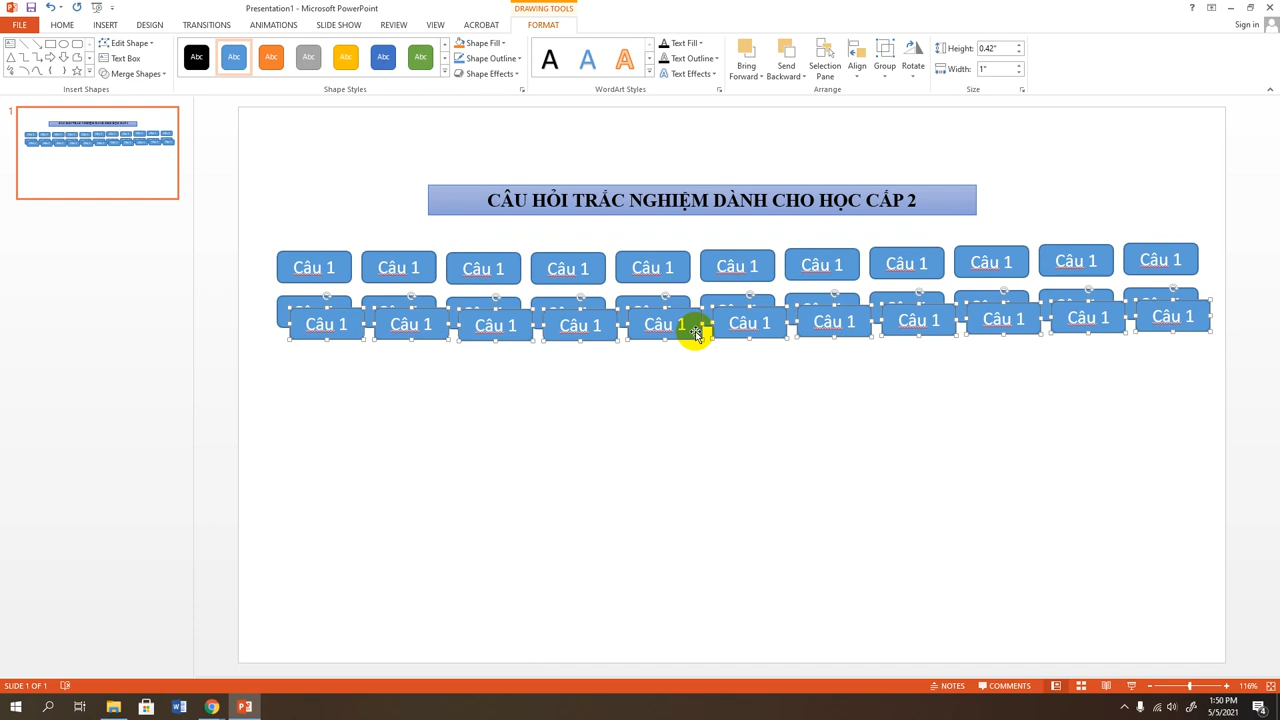 Presentation1 - Microsoft PowerPoint
DRAWING TOOLS
FILE HOME INSERT DESIGN TRANSITIONS ANIMATIONS SLIDE SHOW REVIEW VIEW ACROBAT FORMAT
Sign in
Edit Shape
Text Box
Merge Shapes
Insert Shapes
Abc Abc Abc Abc Abc Abc Abc
Shape Fill
Shape Outline
Shape Effects
Shape Styles
A A A
Text Fill
Text Outline
Text Effects
WordArt Styles
Bring Forward
Send Backward
Selection Pane
Align
Group
Rotate
Arrange
Height: 0.42"
Width: 1"
Size
1
CÂU HỎI TRẮC NGHIỆM DÀNH CHO HỌC CẤP 2
Câu 1 Câu 1 Câu 1 Câu 1 Câu 1 Câu 1 Câu 1 Câu 1 Câu 1 Câu 1 Câu 1
Câu 1 Câu 1 Câu 1 Câu 1 Câu 1 Câu 1 Câu 1 Câu 1 Câu 1 Câu 1 Câu 1
SLIDE 1 OF 1
NOTES COMMENTS 116%
1:50 PM
5/5/2021
4